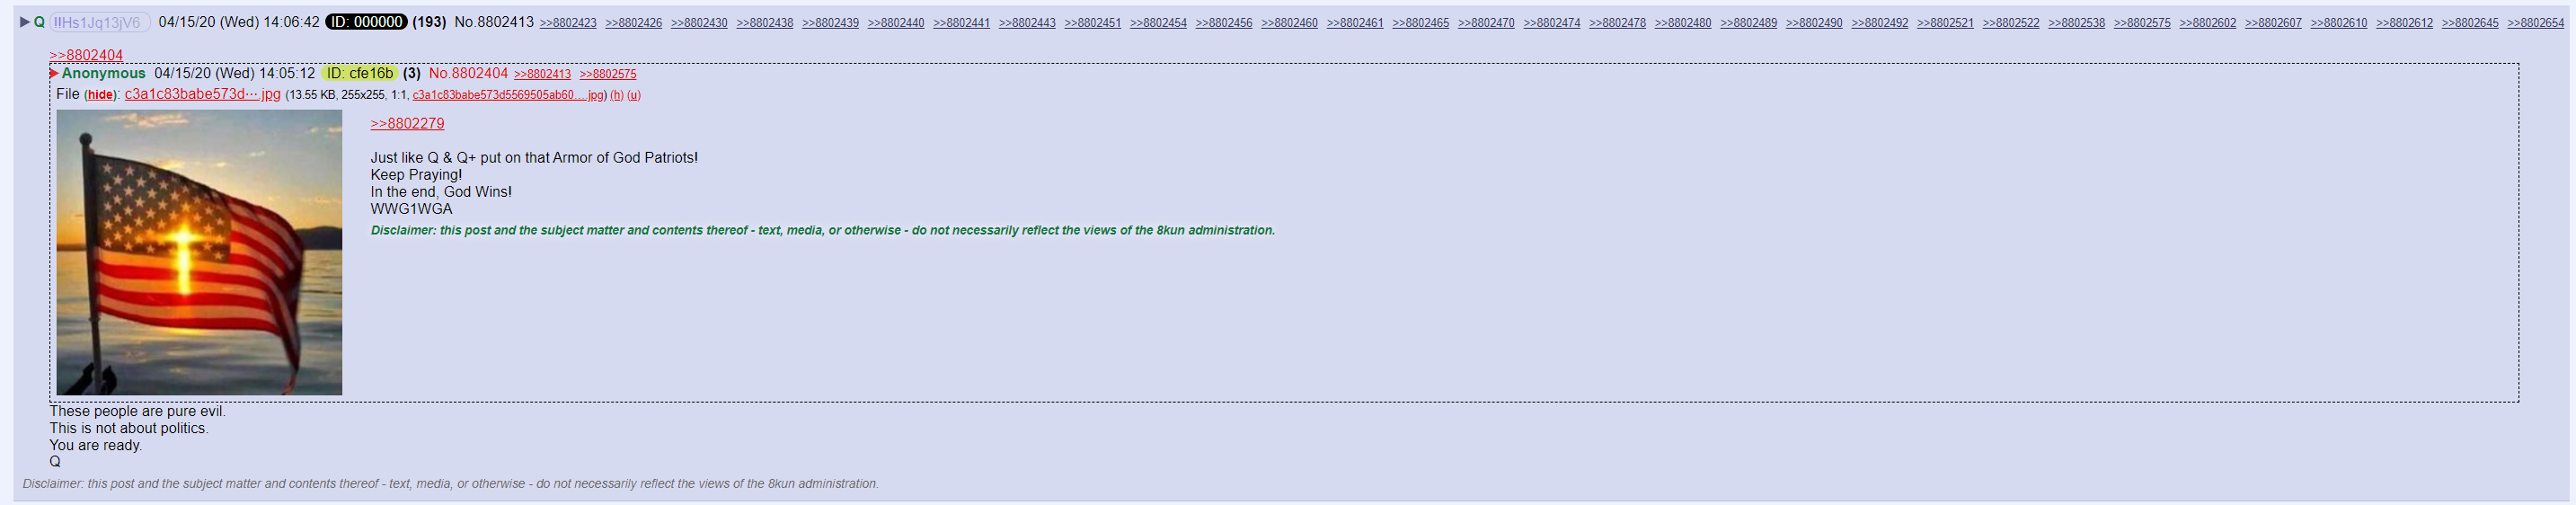 ▶ Q !!Hs1Jq13jV6 04/15/20 (Wed) 14:06:42 ID: 000000 (193) No.8802413 >>8802423 >>8802426 >>8802430 >>8802438 >>8802439 >>8802440 >>8802441 >>8802443 >>8802451 >>8802454 >>8802456 >>8802460 >>8802461 >>8802465 >>8802470 >>8802474 >>8802478 >>8802480 >>8802489 >>8802490 >>8802492 >>8802521 >>8802522 >>8802538 >>8802575 >>8802602 >>8802607 >>8802610 >>8802612 >>8802645 >>8802654
>>8802404
▶ Anonymous 04/15/20 (Wed) 14:05:12 ID: cfe16b (3) No.8802404 >>8802413 >>8802575
File (hide): c3a1c83babe573d⋯.jpg (13.55 KB, 255x255, 1:1, c3a1c83babe573d5569505ab60….jpg) (h) (u)
>>8802279
Just like Q & Q+ put on that Armor of God Patriots!
Keep Praying!
In the end, God Wins!
WWG1WGA
Disclaimer: this post and the subject matter and contents thereof - text, media, or otherwise - do not necessarily reflect the views of the 8kun administration.
These people are pure evil.
This is not about politics.
You are ready.
Q
Disclaimer: this post and the subject matter and contents thereof - text, media, or otherwise - do not necessarily reflect the views of the 8kun administration.